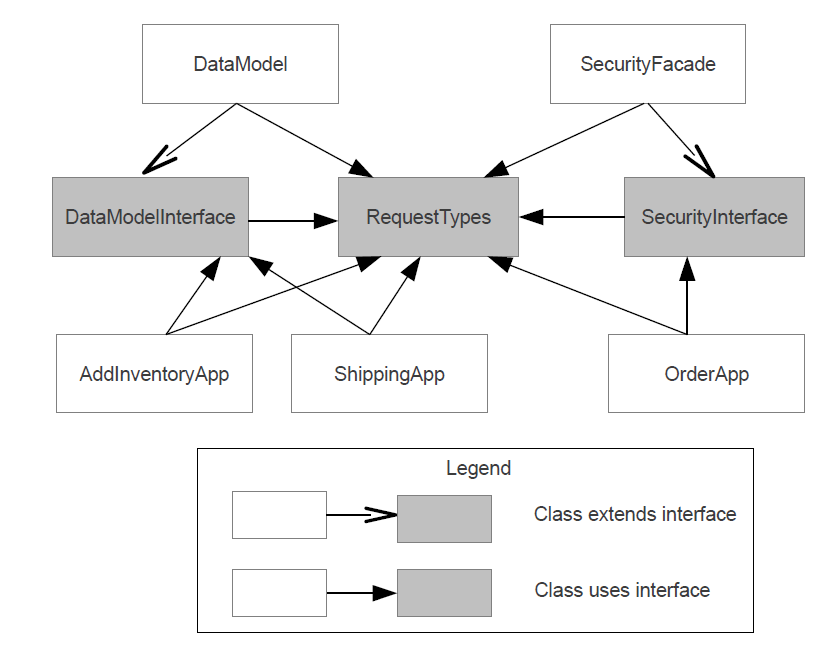 DataModel
SecurityFacade
DataModelInterface
RequestTypes
SecurityInterface
AddInventoryApp
ShippingApp
OrderApp
Legend
Class extends interface
Class uses interface